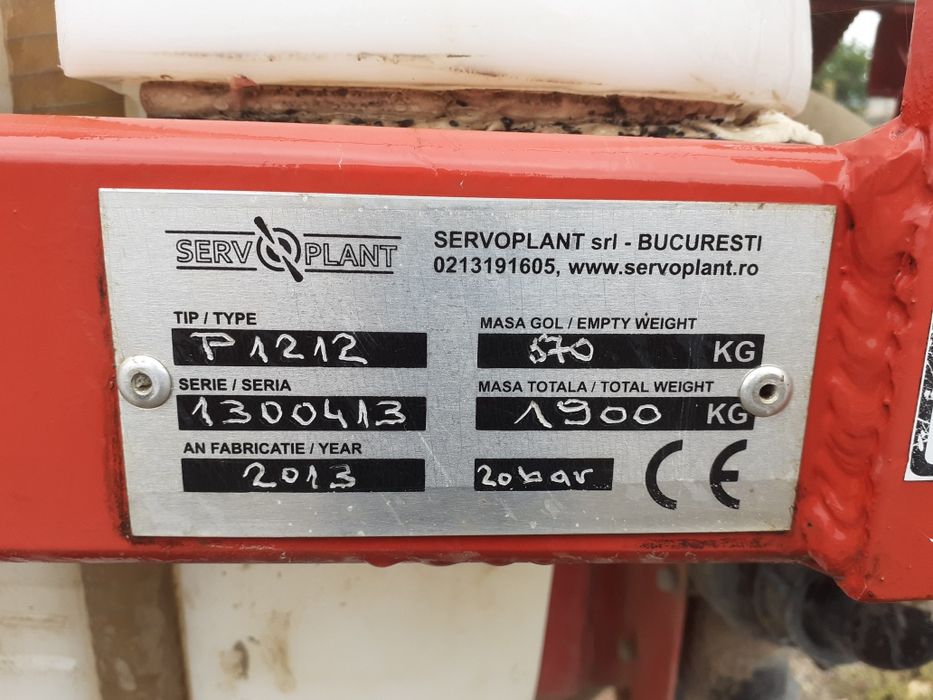 SERVOPLANT
SERVOPLANT srl - BUCURESTI
0213191605, www.servoplant.ro
TIP / TYPE
P1212
MASA GOL / EMPTY WEIGHT
570 KG
SERIE / SERIA
1300413
MASA TOTALA / TOTAL WEIGHT
1900 KG
AN FABRICATIE / YEAR
2013
20bar
CE